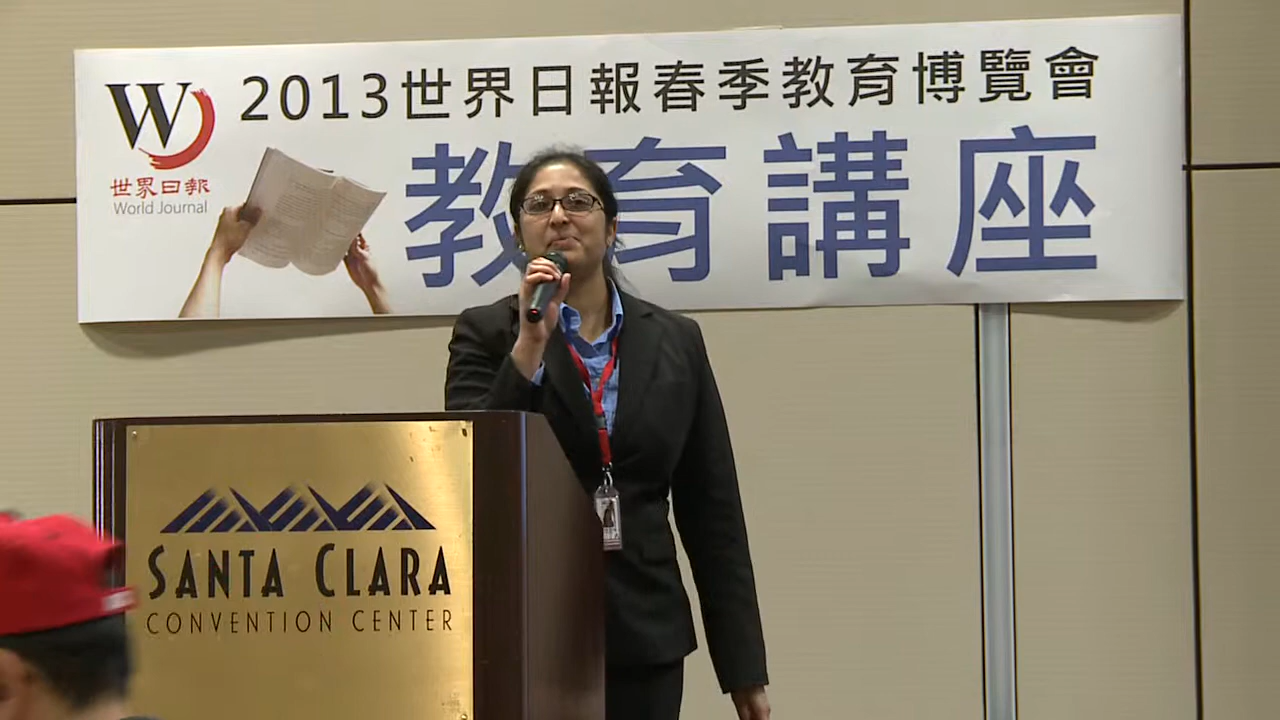 2013世界日報春季教育博覽會
W
世界日報
World Journal
教育講座
SANTA CLARA
CONVENTION CENTER